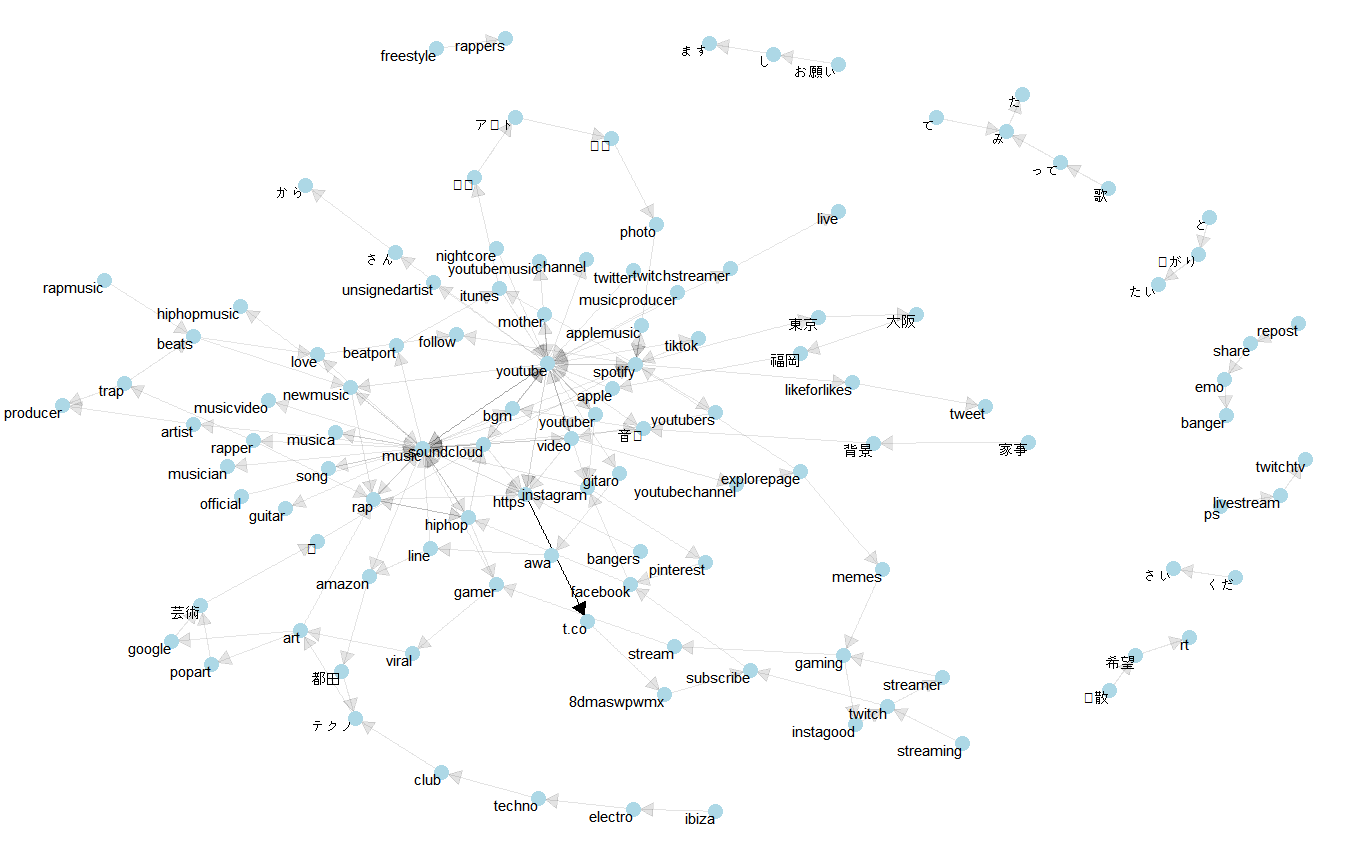 freestyle
rappers
ます
し
お願い
た
て
み
って
歌
と
がり
たい
ア ト
から
さん
photo
live
nightcore
youtubemusic
channel
twitter
twitchstreamer
unsignedartist
itunes
musicproducer
rapmusic
hiphopmusic
mother
applemusic
東京
大阪
beats
love
beatport
follow
tiktok
福岡
youtube
spotify
repost
share
emo
banger
trap
newmusic
apple
likeforlikes
producer
musicvideo
bgm
youtuber
youtubers
tweet
artist
rapper
musica
music
soundcloud
video
音
背景
家事
musician
song
gitaro
youtubechannel
explorepage
twitchtv
livestream
ps
official
guitar
rap
https
instagram
hiphop
line
awa
bangers
pinterest
amazon
gamer
facebook
memes
さい
くだ
芸術
google
popart
art
viral
t.co
stream
subscribe
gaming
streamer
希望
rt
散
都田
テクノ
8dmaswpwmx
twitch
instagood
streaming
club
techno
electro
ibiza